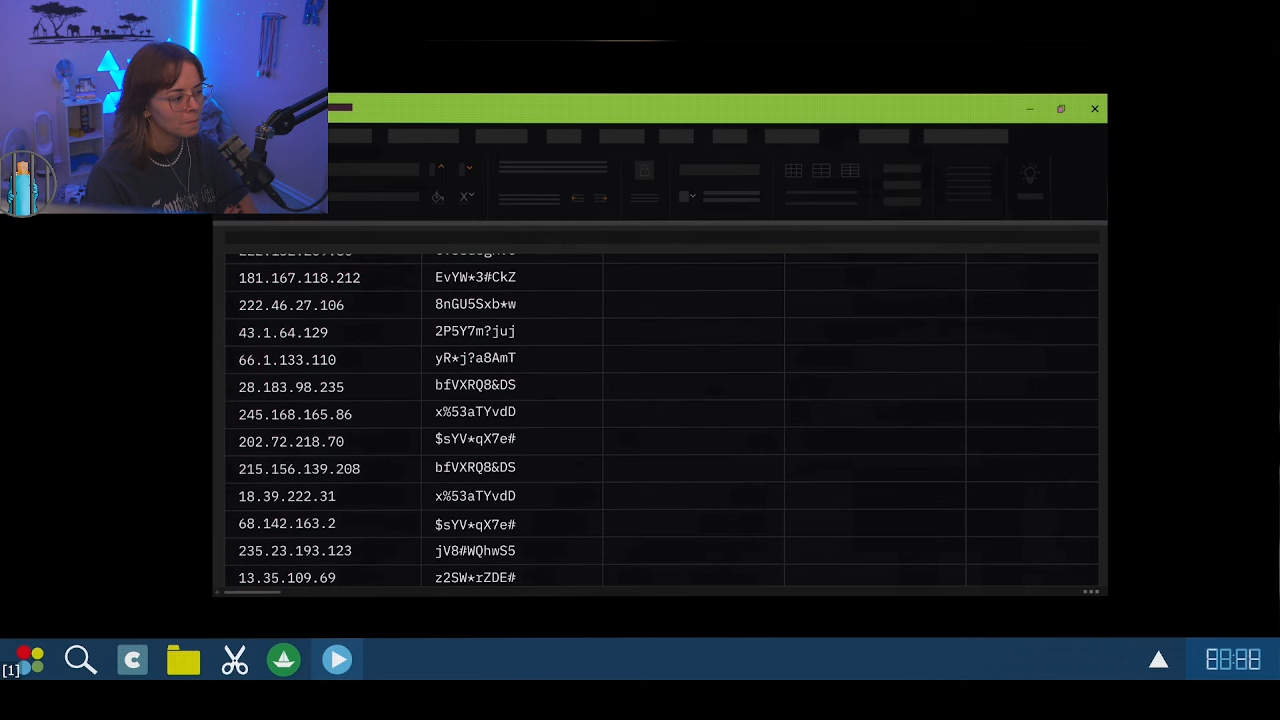 181.167.118.212 EvYW*3#CkZ
222.46.27.106 8nGU5Sxb*w
43.1.64.129 2P5Y7m?juj
66.1.133.110 yR*j?a8AmT
28.183.98.235 bfVXRQ8&DS
245.168.165.86 x%53aTYvdD
202.72.218.70 $sYV*qX7e#
215.156.139.208 bfVXRQ8&DS
18.39.222.31 x%53aTYvdD
68.142.163.2 $sYV*qX7e#
235.23.193.123 jV8#WQhwS5
13.35.109.69 z2SW*rZDE#
[1]
C
88:88